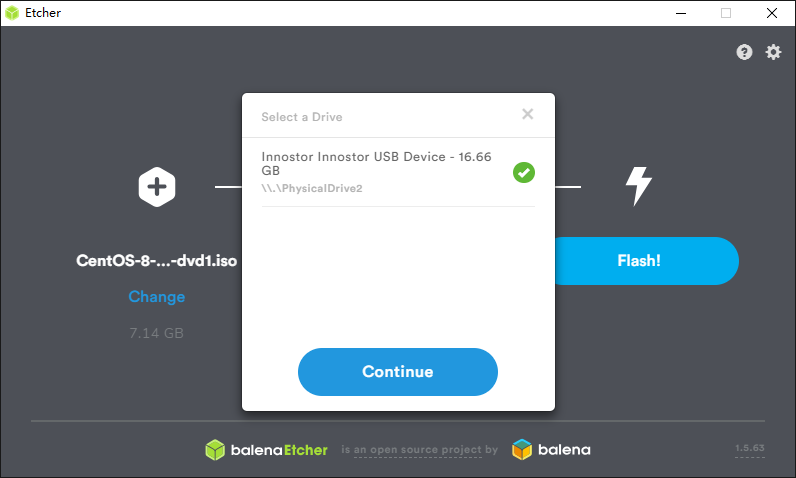 Etcher
Select a Drive
Innostor Innostor USB Device - 16.66
GB
\\.\PhysicalDrive2
CentOS-8-...-dvd1.iso
Change
7.14 GB
Flash!
Continue
balenaEtcher is an open source project by balena
1.5.63